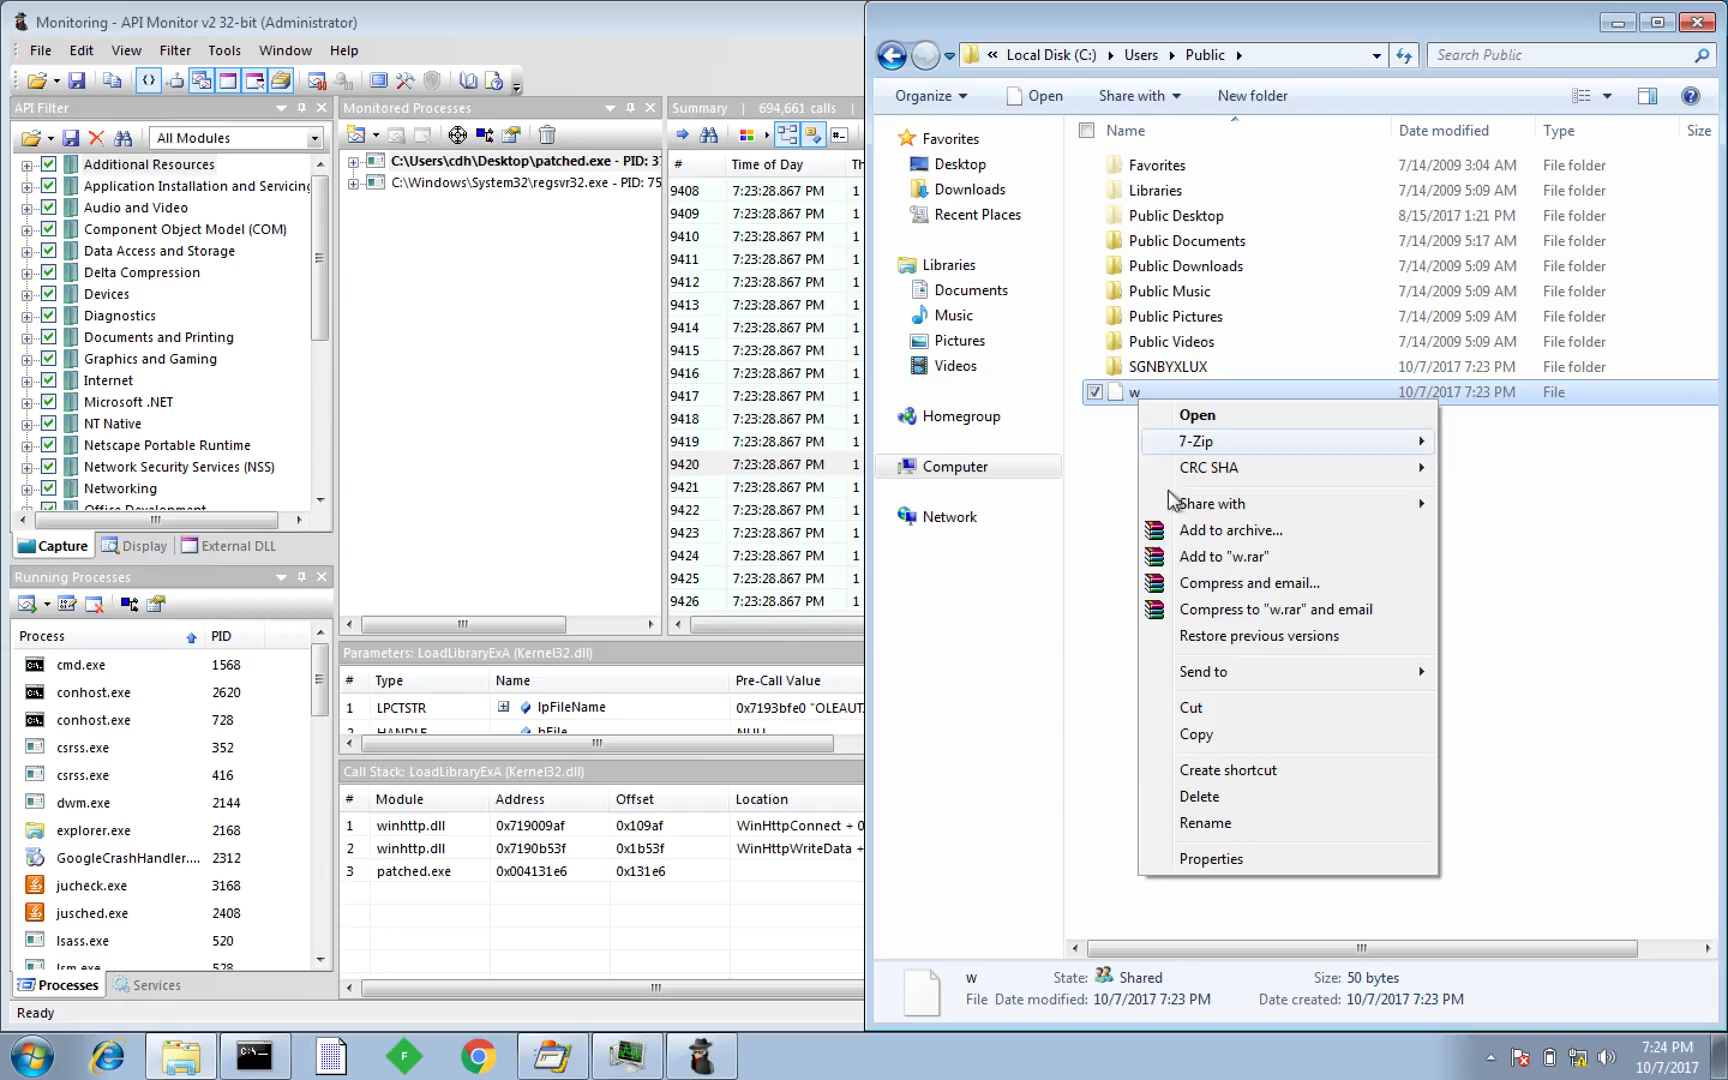 Monitoring - API Monitor v2 32-bit (Administrator)
File Edit View Filter Tools Window Help
API Filter
All Modules
Additional Resources
Application Installation and Servicing
Audio and Video
Component Object Model (COM)
Data Access and Storage
Delta Compression
Devices
Diagnostics
Documents and Printing
Graphics and Gaming
Internet
Microsoft .NET
NT Native
Netscape Portable Runtime
Network Security Services (NSS)
Networking
Office Development
Capture Display External DLL
Running Processes
Process PID
cmd.exe 1568
conhost.exe 2620
conhost.exe 728
csrss.exe 352
csrss.exe 416
dwm.exe 2144
explorer.exe 2168
GoogleCrashHandler.... 2312
jucheck.exe 3168
jusched.exe 2408
lsass.exe 520
lsm.exe 528
Processes Services
Ready
Monitored Processes
C:\Users\cdh\Desktop\patched.exe - PID: 37
C:\Windows\System32\regsvr32.exe - PID: 75
Summary | 694,661 calls
# Time of Day Th
9408 7:23:28.867 PM 1
9409 7:23:28.867 PM 1
9410 7:23:28.867 PM 1
9411 7:23:28.867 PM 1
9412 7:23:28.867 PM 1
9413 7:23:28.867 PM 1
9414 7:23:28.867 PM 1
9415 7:23:28.867 PM 1
9416 7:23:28.867 PM 1
9417 7:23:28.867 PM 1
9418 7:23:28.867 PM 1
9419 7:23:28.867 PM 1
9420 7:23:28.867 PM 1
9421 7:23:28.867 PM 1
9422 7:23:28.867 PM 1
9423 7:23:28.867 PM 1
9424 7:23:28.867 PM 1
9425 7:23:28.867 PM 1
9426 7:23:28.867 PM 1
Parameters: LoadLibraryExA (Kernel32.dll)
# Type Name Pre-Call Value
1 LPCTSTR lpFileName 0x7193bfe0 "OLEAUT
2 HANDLE hFile NULL
Call Stack: LoadLibraryExA (Kernel32.dll)
# Module Address Offset Location
1 winhttp.dll 0x719009af 0x109af WinHttpConnect + 0
2 winhttp.dll 0x7190b53f 0x1b53f WinHttpWriteData +
3 patched.exe 0x004131e6 0x131e6
« Local Disk (C:) Users Public
Search Public
Organize Open Share with New folder
Name Date modified Type Size
Favorites
Desktop
Downloads
Recent Places
Libraries
Documents
Music
Pictures
Videos
Homegroup
Computer
Network
Favorites 7/14/2009 3:04 AM File folder
Libraries 7/14/2009 5:09 AM File folder
Public Desktop 8/15/2017 1:21 PM File folder
Public Documents 7/14/2009 5:17 AM File folder
Public Downloads 7/14/2009 5:09 AM File folder
Public Music 7/14/2009 5:09 AM File folder
Public Pictures 7/14/2009 5:09 AM File folder
Public Videos 7/14/2009 5:09 AM File folder
SGNBYXLUX 10/7/2017 7:23 PM File folder
w 10/7/2017 7:23 PM File
Open
7-Zip
CRC SHA
Share with
Add to archive...
Add to "w.rar"
Compress and email...
Compress to "w.rar" and email
Restore previous versions
Send to
Cut
Copy
Create shortcut
Delete
Rename
Properties
w State: Shared Size: 50 bytes
File Date modified: 10/7/2017 7:23 PM Date created: 10/7/2017 7:23 PM
7:24 PM
10/7/2017